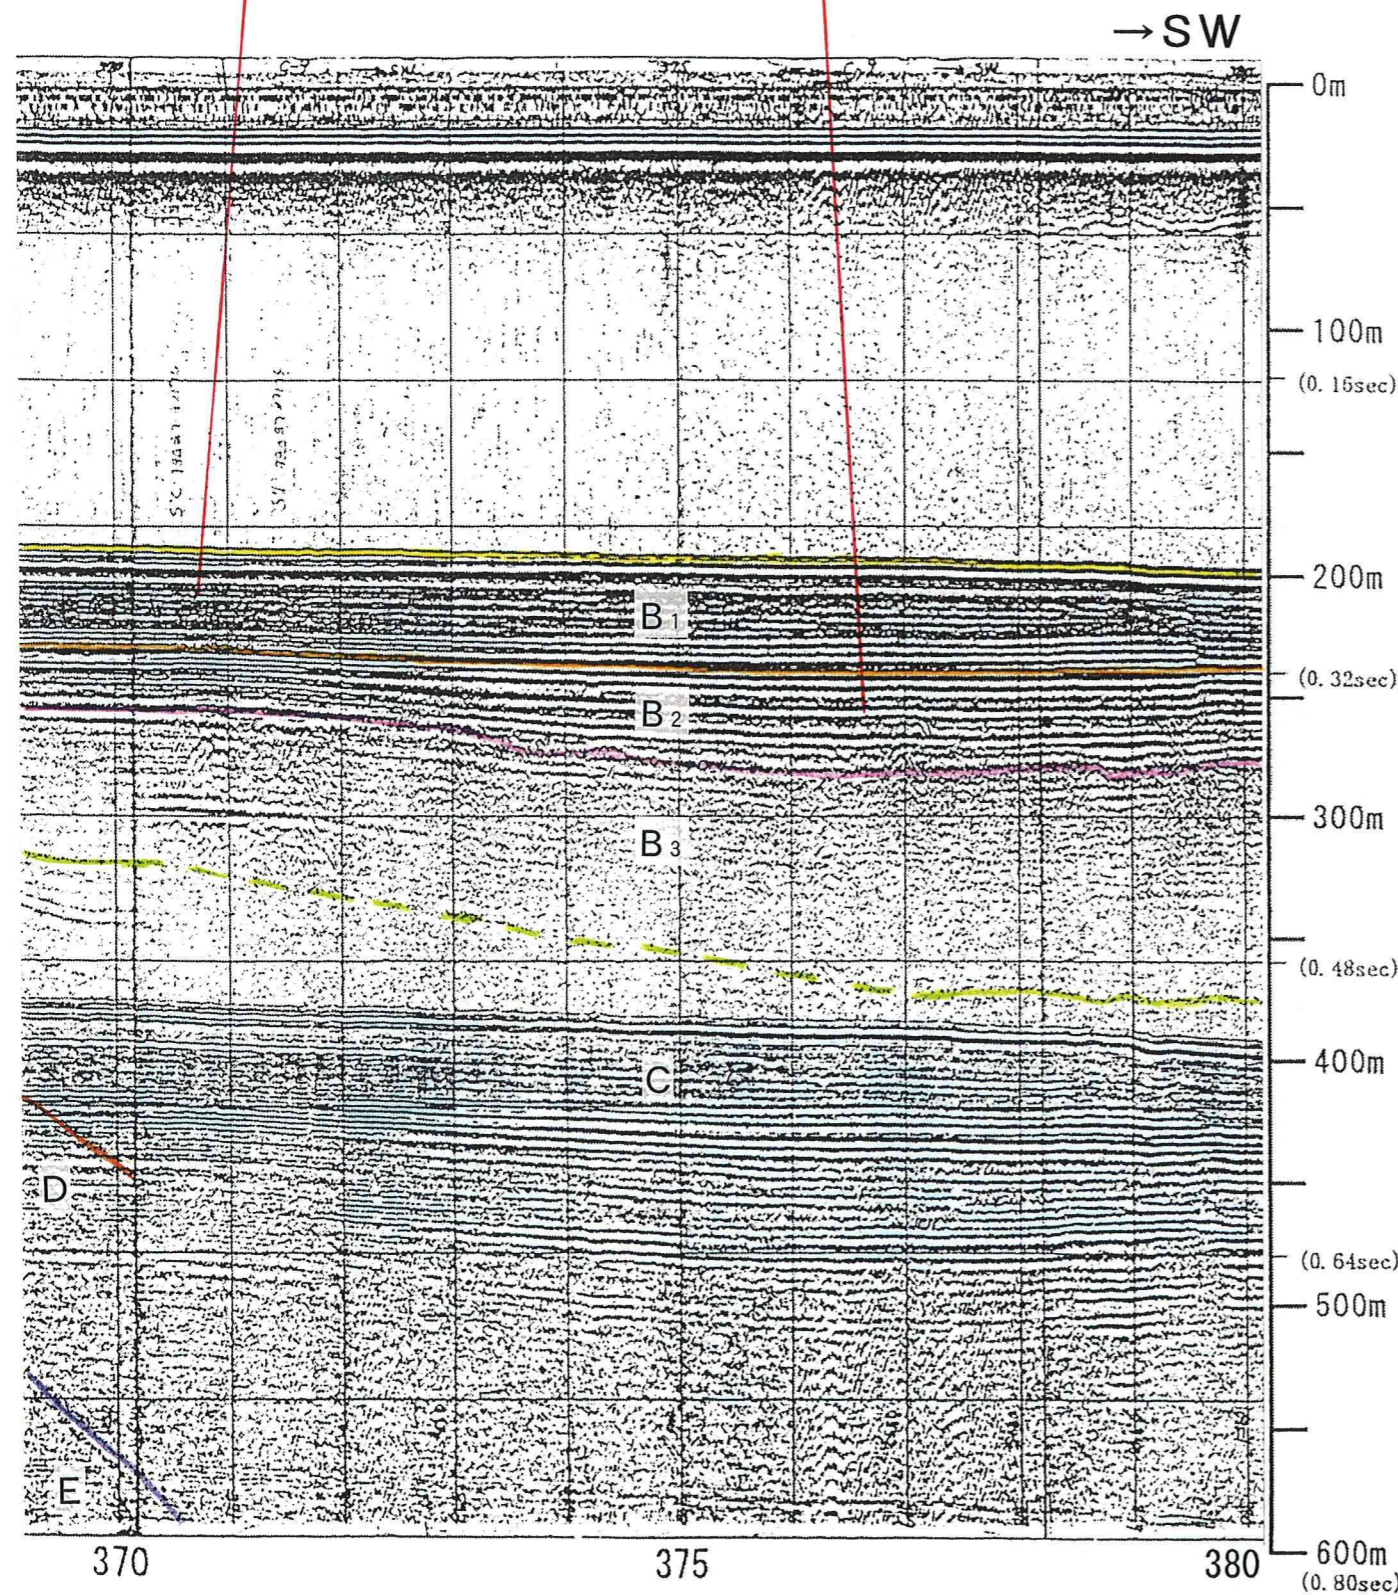 →SW
0m
100m
(0.16sec)
200m
B1
(0.32sec)
B2
300m
B3
(0.48sec)
400m
C
D
(0.64sec)
500m
E
600m
(0.80sec)
370
375
380